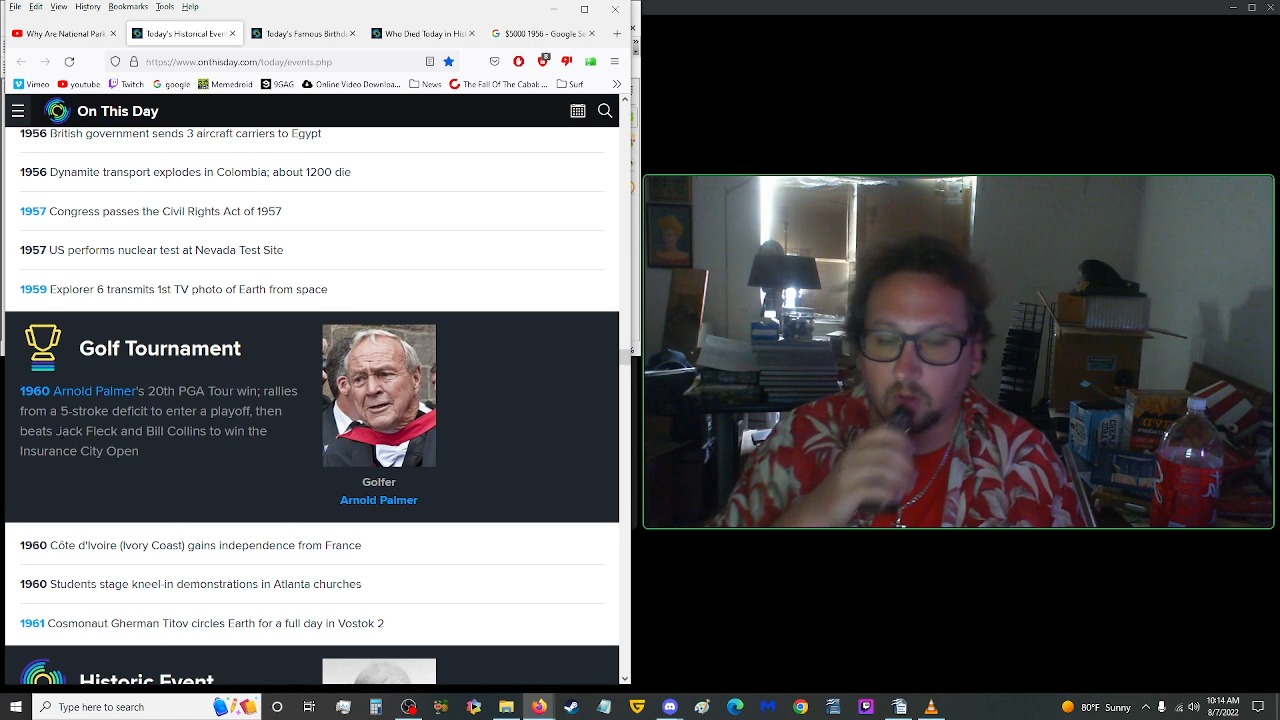 File Edit View History Bookmarks Tools Help
Why Are National Par
Today's Historical Even
Today's Famous Birthda
Who Died Today in His
$5000 1956 - Google Se
https://www.onthisday.com/today/events.php
Vimeo youtube Twitch google Mordroid 9GAG Online Video Downloa... News The Fall Of The Cabal -... Surf
On This Day
1956 British government sends 3 aircraft carriers to Egypt
1956 Dynamite transport explodes in Colombia; about 1200 die
1957 Congress passes the Civil Rights Act of 1957
1957 US performs nuclear test at Nevada Test Site
1959 Explorer 6 transmits 1st TV photo of Earth from space
Golf Tournament
1960 Arnold Palmer's 20th PGA Tour win; rallies
from a 5-stroke deficit to enter a playoff, then
beats Jack Fleck and Bill Collins to win the
Insurance City Open
Golfer
Arnold Palmer
1960 Côte d'Ivoire (Ivory Coast) gains independence from France
1960 Students stage kneel-in demonstrations in Atlanta churches
1961 Cosmonaut Gherman Titov circles Earth for a full day in Vostok 2
Historic Event
Type here to search
80°F Sunny
10:14 AM
8/7/2022